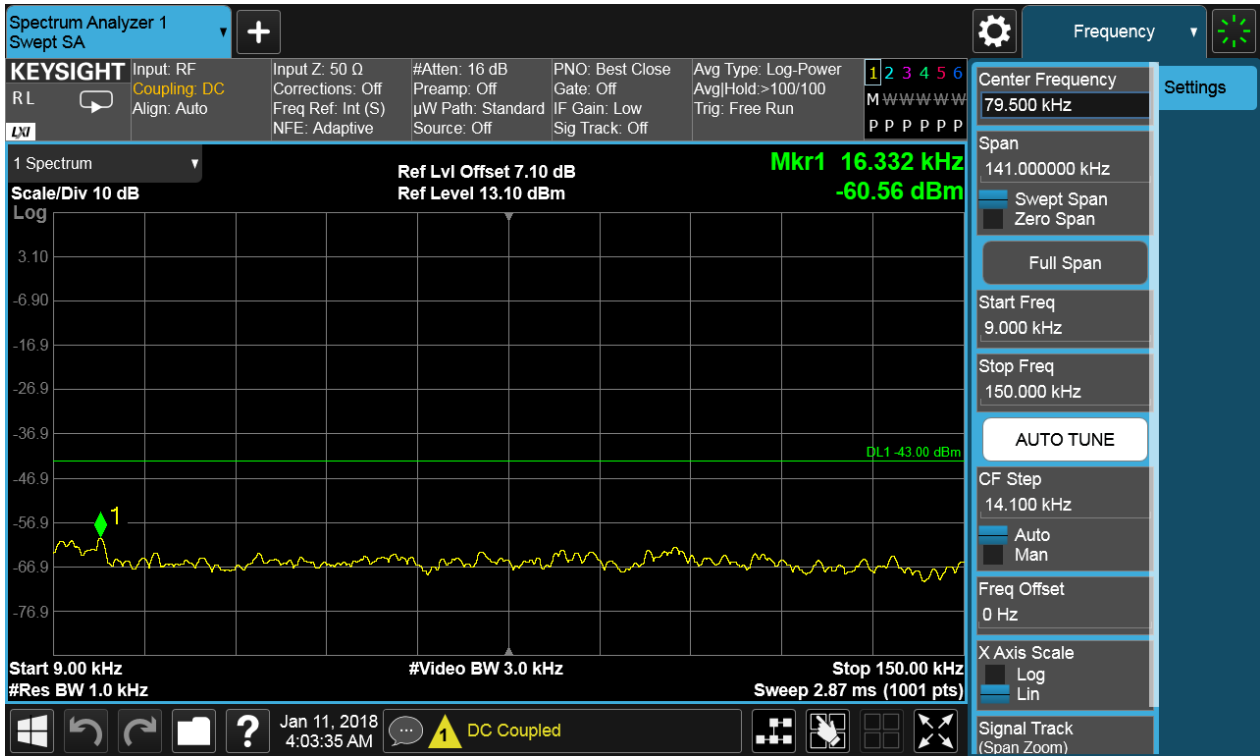 Spectrum Analyzer 1
Swept SA
+
Frequency
KEYSIGHT
RL
LXI
Input: RF
Coupling: DC
Align: Auto
Input Z: 50 Ω
Corrections: Off
Freq Ref: Int (S)
NFE: Adaptive
#Atten: 16 dB
Preamp: Off
µW Path: Standard
Source: Off
PNO: Best Close
Gate: Off
IF Gain: Low
Sig Track: Off
Avg Type: Log-Power
Avg|Hold:>100/100
Trig: Free Run
1 2 3 4 5 6
M W W W W W
P P P P P P
1 Spectrum
Scale/Div 10 dB
Log
Ref Lvl Offset 7.10 dB
Ref Level 13.10 dBm
Mkr1 16.332 kHz
-60.56 dBm
3.10
-6.90
-16.9
-26.9
-36.9
-46.9
-56.9
-66.9
-76.9
DL1 -43.00 dBm
1
Start 9.00 kHz
#Res BW 1.0 kHz
#Video BW 3.0 kHz
Stop 150.00 kHz
Sweep 2.87 ms (1001 pts)
Center Frequency
79.500 kHz
Span
141.000000 kHz
Swept Span
Zero Span
Full Span
Start Freq
9.000 kHz
Stop Freq
150.000 kHz
AUTO TUNE
CF Step
14.100 kHz
Auto
Man
Freq Offset
0 Hz
X Axis Scale
Log
Lin
Signal Track
(Span Zoom)
Settings
?
Jan 11, 2018
4:03:35 AM
1
DC Coupled